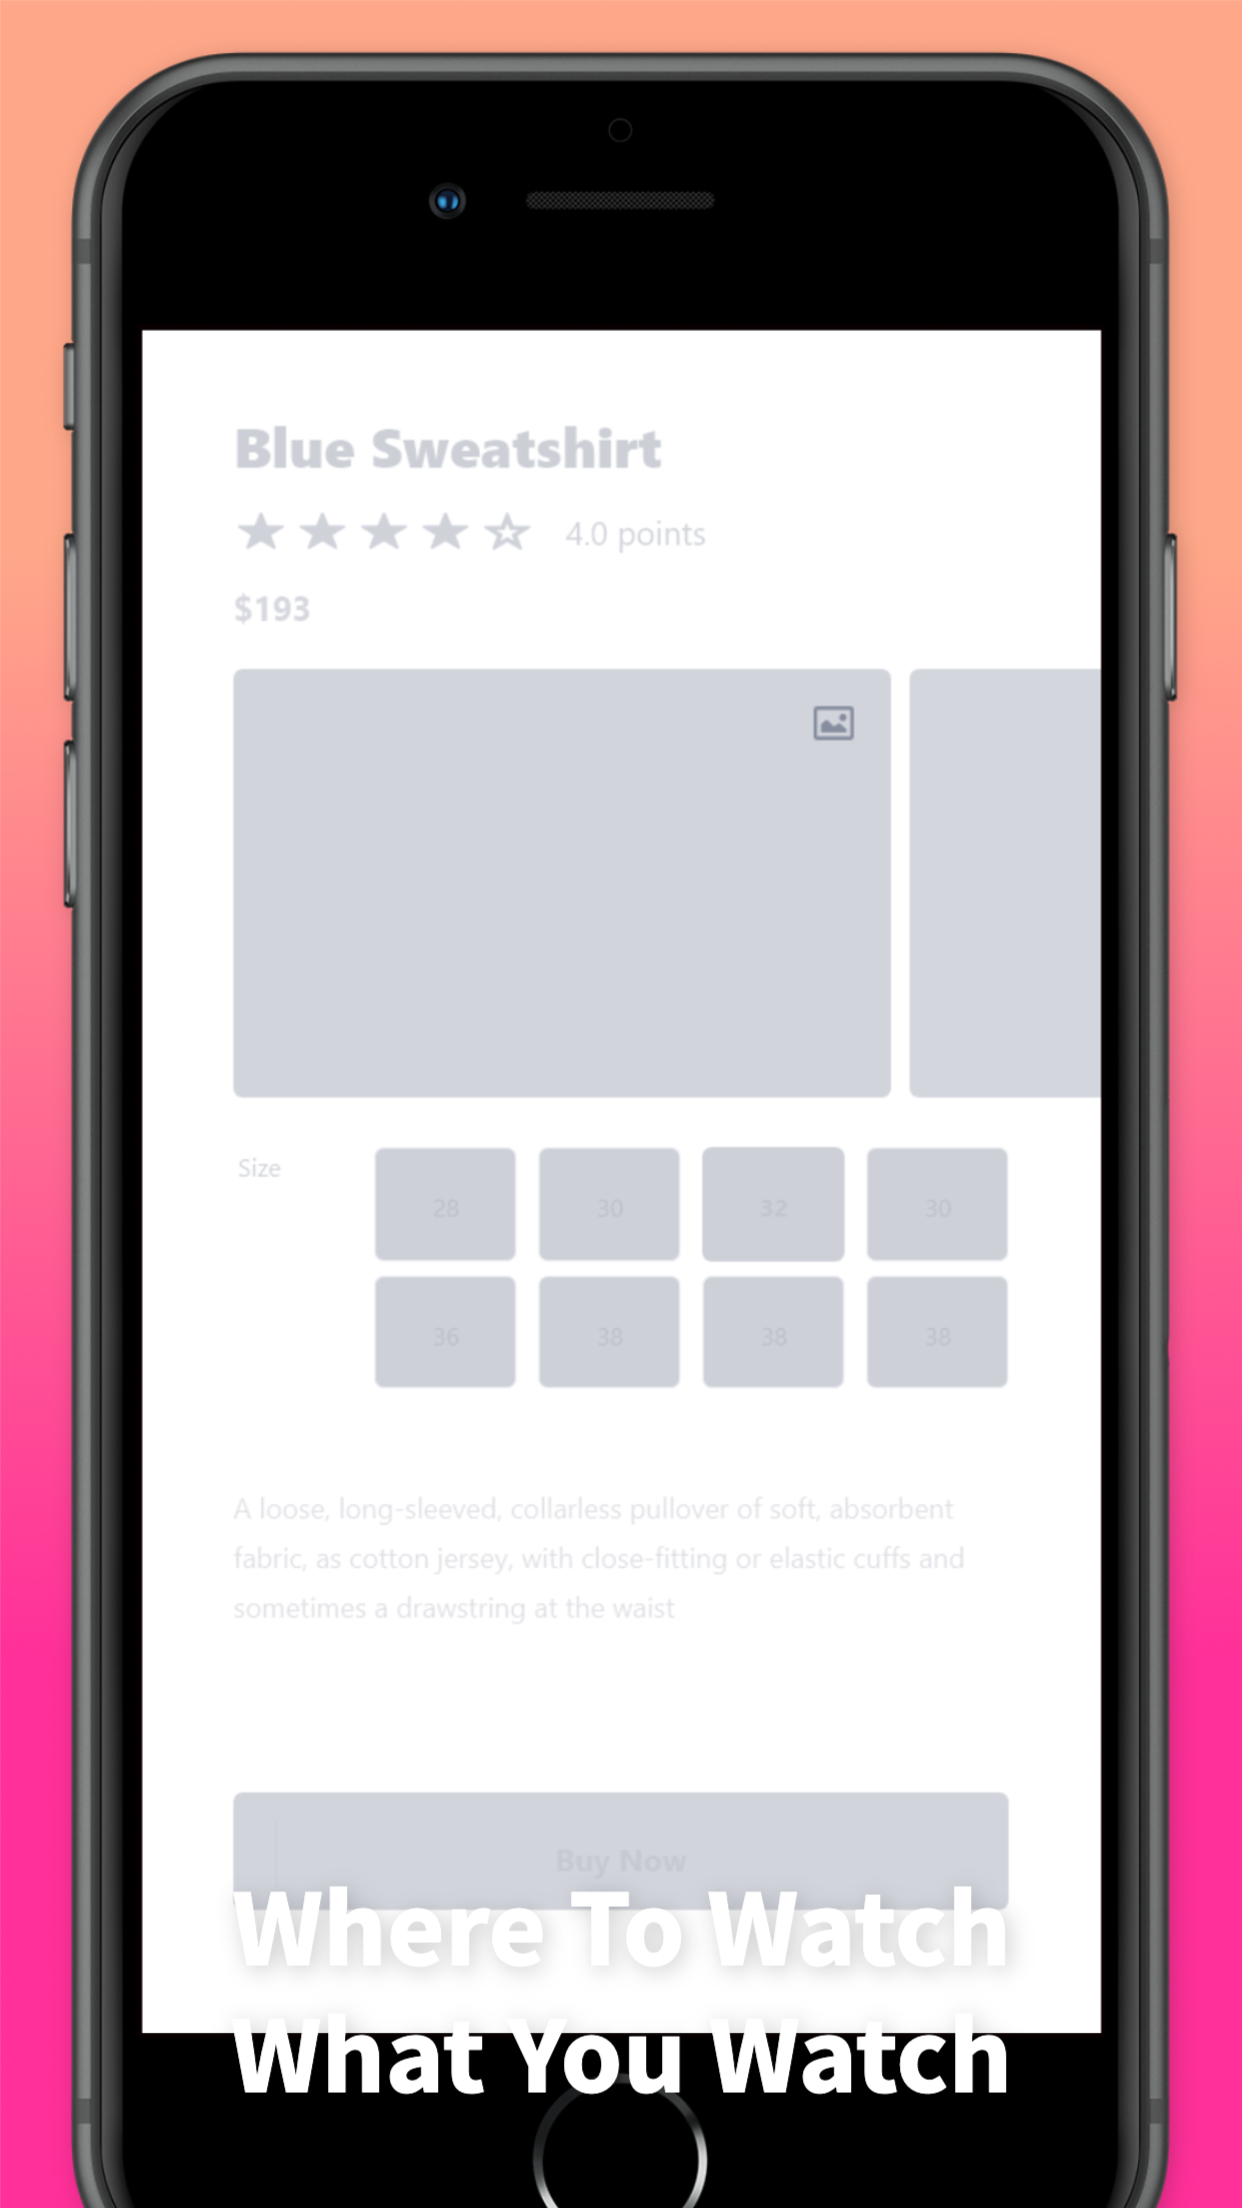 Blue Sweatshirt
4.0 points
$193
Size
28 30 32 30
36 38 38 38
A loose, long-sleeved, collarless pullover of soft, absorbent
fabric, as cotton jersey, with close-fitting or elastic cuffs and
sometimes a drawstring at the waist
Buy Now
Where To Watch
What You Watch